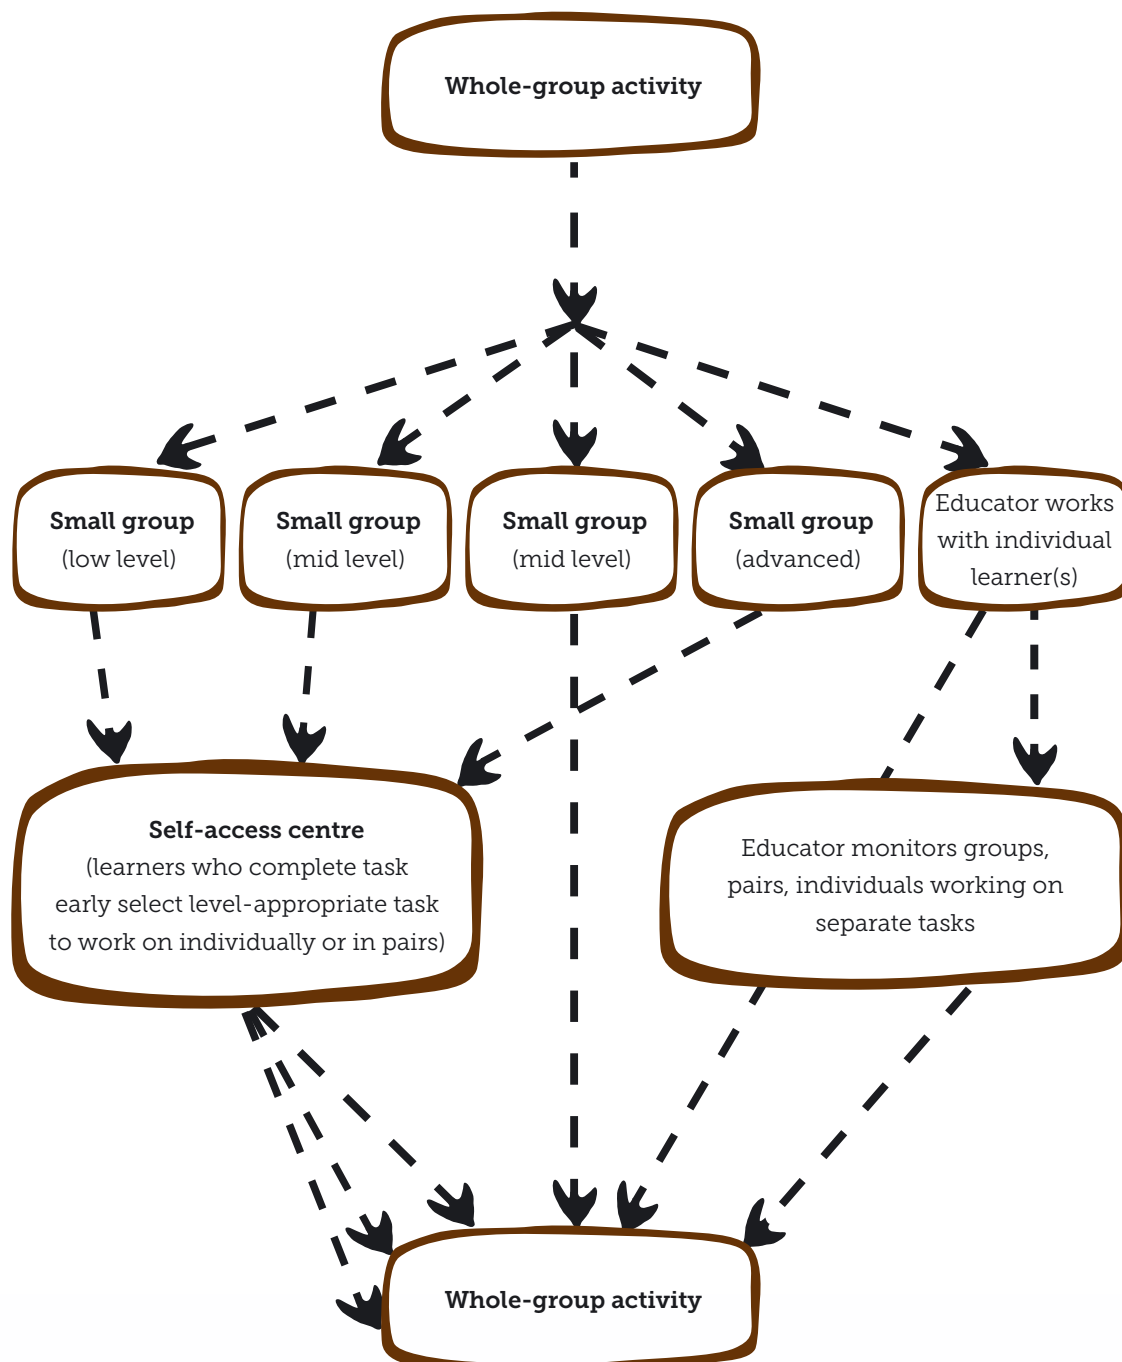 Whole-group activity
Small group
(low level)
Small group
(mid level)
Small group
(mid level)
Small group
(advanced)
Educator works
with individual
learner(s)
Self-access centre
(learners who complete task
early select level-appropriate task
to work on individually or in pairs)
Educator monitors groups,
pairs, individuals working on
separate tasks
Whole-group activity